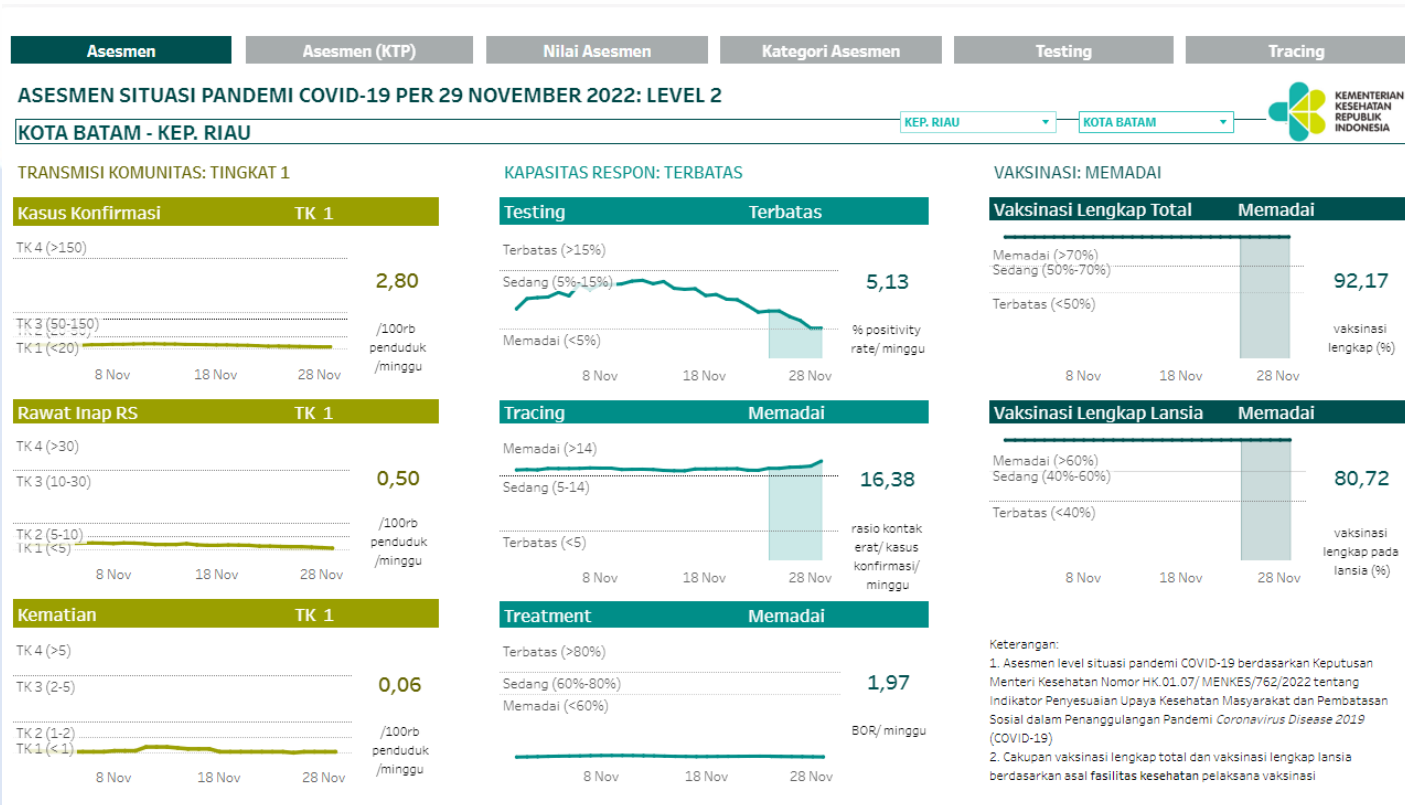 Asesmen
Asesmen (KTP)
Nilai Asesmen
Kategori Asesmen
Testing
Tracing
ASESMEN SITUASI PANDEMI COVID-19 PER 29 NOVEMBER 2022: LEVEL 2
KOTA BATAM - KEP. RIAU
KEP. RIAU
KOTA BATAM
KEMENTERIAN
KESEHATAN
REPUBLIK
INDONESIA
TRANSMISI KOMUNITAS: TINGKAT 1
Kasus Konfirmasi TK 1
TK 4 (>150)
TK 3 (50-150)
TK 1 (<20)
2,80
/100rb
penduduk
/minggu
8 Nov 18 Nov 28 Nov
Rawat Inap RS TK 1
TK 4 (>30)
TK 3 (10-30)
TK 2 (5-10)
TK 1 (<5)
0,50
/100rb
penduduk
/minggu
8 Nov 18 Nov 28 Nov
Kematian TK 1
TK 4 (>5)
TK 3 (2-5)
TK 2 (1-2)
TK 1 (<1)
0,06
/100rb
penduduk
/minggu
8 Nov 18 Nov 28 Nov
KAPASITAS RESPON: TERBATAS
Testing Terbatas
Terbatas (>15%)
Sedang (5%-15%)
Memadai (<5%)
5,13
% positivity
rate/ minggu
8 Nov 18 Nov 28 Nov
Tracing Memadai
Memadai (>14)
Sedang (5-14)
Terbatas (<5)
16,38
rasio kontak
erat/ kasus
konfirmasi/
minggu
8 Nov 18 Nov 28 Nov
Treatment Memadai
Terbatas (>80%)
Sedang (60%-80%)
Memadai (<60%)
1,97
BOR/ minggu
8 Nov 18 Nov 28 Nov
VAKSINASI: MEMADAI
Vaksinasi Lengkap Total Memadai
Memadai (>70%)
Sedang (50%-70%)
Terbatas (<50%)
92,17
vaksinasi
lengkap (%)
8 Nov 18 Nov 28 Nov
Vaksinasi Lengkap Lansia Memadai
Memadai (>60%)
Sedang (40%-60%)
Terbatas (<40%)
80,72
vaksinasi
lengkap pada
lansia (%)
8 Nov 18 Nov 28 Nov
Keterangan:
1. Asesmen level situasi pandemi COVID-19 berdasarkan Keputusan
Menteri Kesehatan Nomor HK.01.07/ MENKES/762/2022 tentang
Indikator Penyesuaian Upaya Kesehatan Masyarakat dan Pembatasan
Sosial dalam Penanggulangan Pandemi Coronavirus Disease 2019
(COVID-19)
2. Cakupan vaksinasi lengkap total dan vaksinasi lengkap lansia
berdasarkan asal fasilitas kesehatan pelaksana vaksinasi